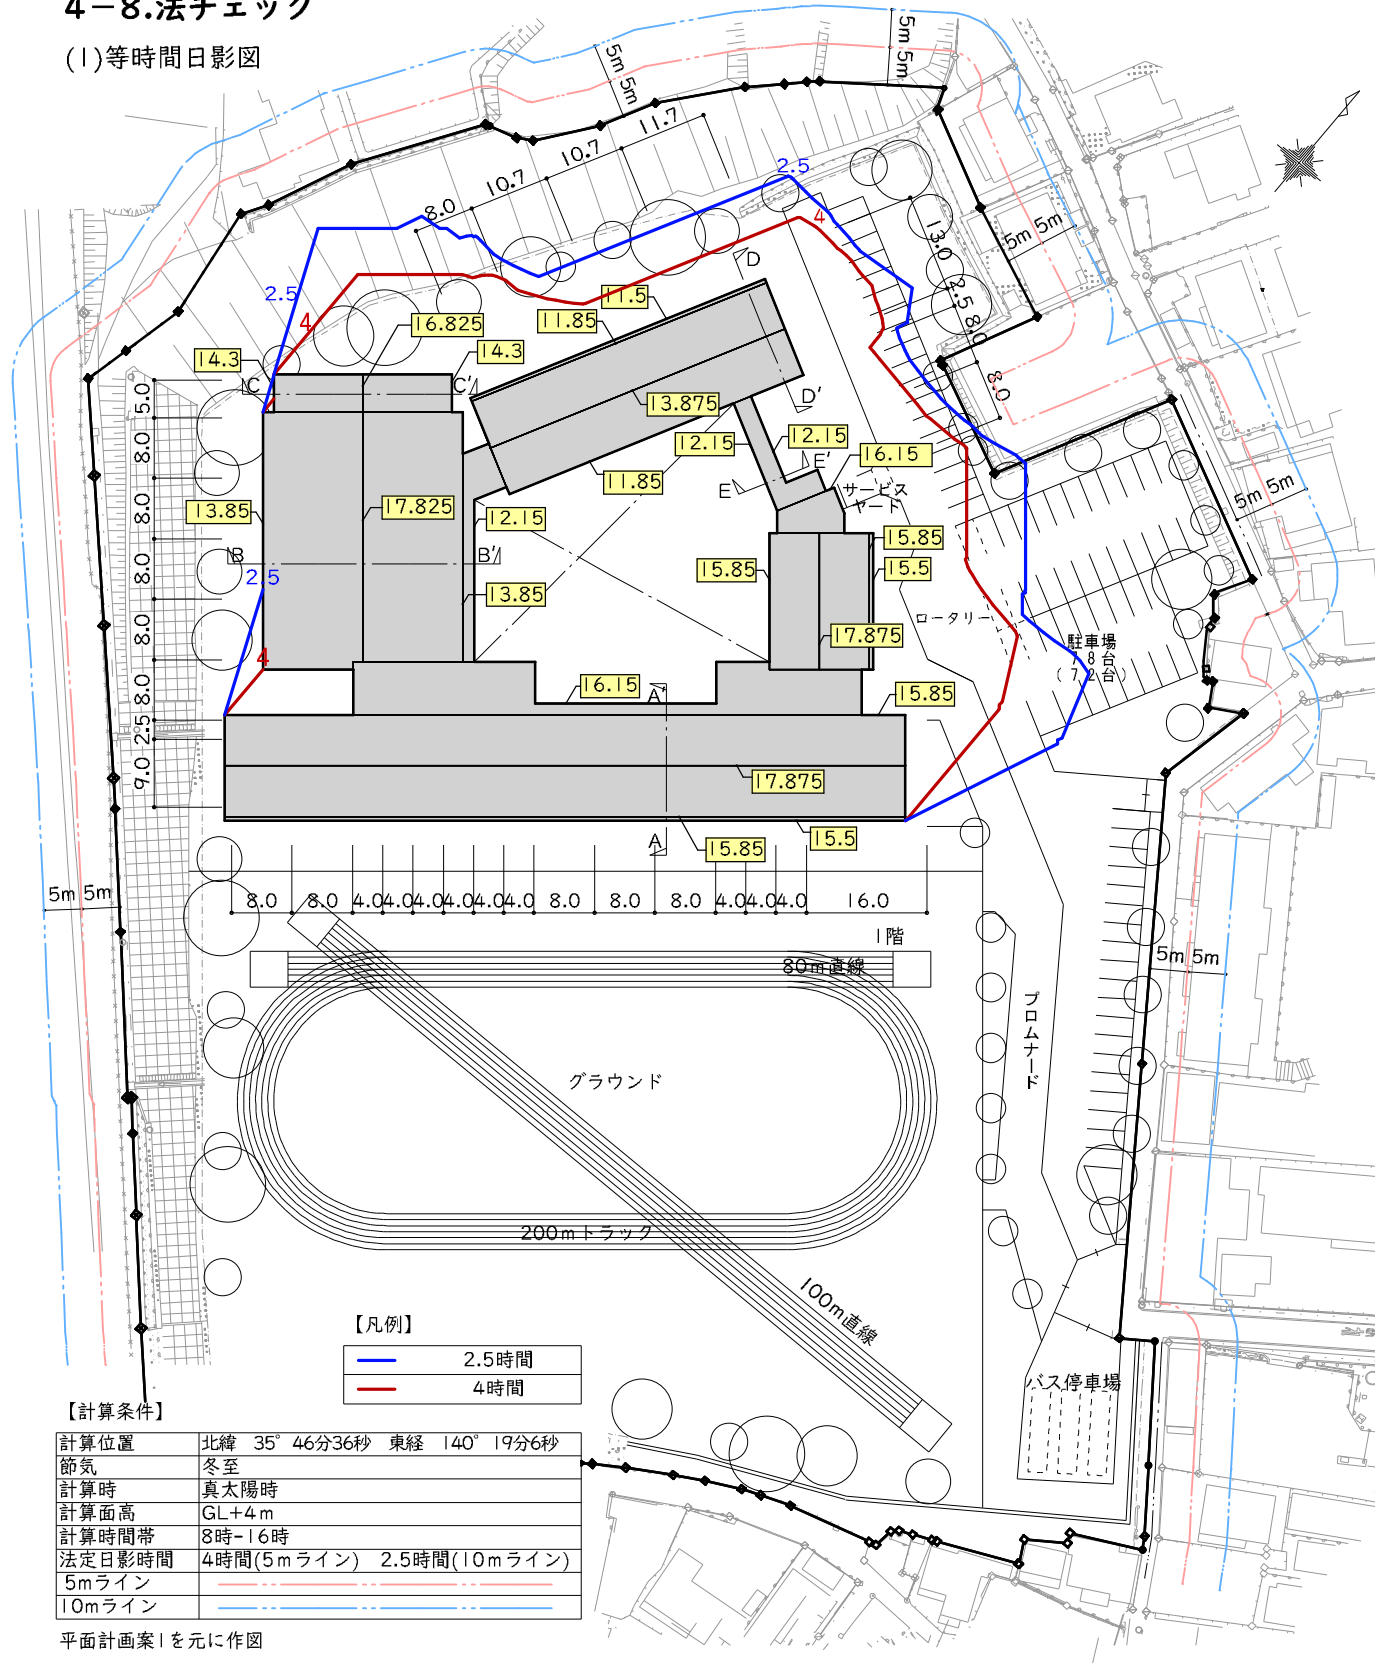 4-8.法チェック
(1)等時間日影図
5m 5m
5m 5m
11.7
10.7
10.7
8.0
2.5
4
13.0
5m 5m
2.5
8.0
8.0
2.5
4
D
11.5
11.85
16.825
14.3
14.3
C
C'
13.875
D'
12.15
12.15
16.15
E'
E
サービス
ヤード
11.85
5m 5m
5.0
8.0
8.0
8.0
8.0
8.0
2.5
9.0
13.85
17.825
12.15
15.85
B
B'
2.5
15.85
15.5
13.85
ロータリー
17.875
駐車場
78台
(72台)
4
16.15
A'
15.85
17.875
A
15.85
15.5
5m 5m
8.0 8.0 4.0 4.0 4.0 4.0 4.0 4.0 8.0 8.0 8.0 4.0 4.0 4.0 16.0
1階
80m直線
5m 5m
プロムナード
グラウンド
200mトラック
100m直線
バス停車場
【凡例】
2.5時間
4時間
【計算条件】
計算位置 北緯 35° 46分36秒 東経 140° 19分6秒
節気 冬至
計算時 真太陽時
計算面高 GL+4m
計算時間帯 8時-16時
法定日影時間 4時間(5mライン) 2.5時間(10mライン)
5mライン
10mライン
平面計画案1を元に作図